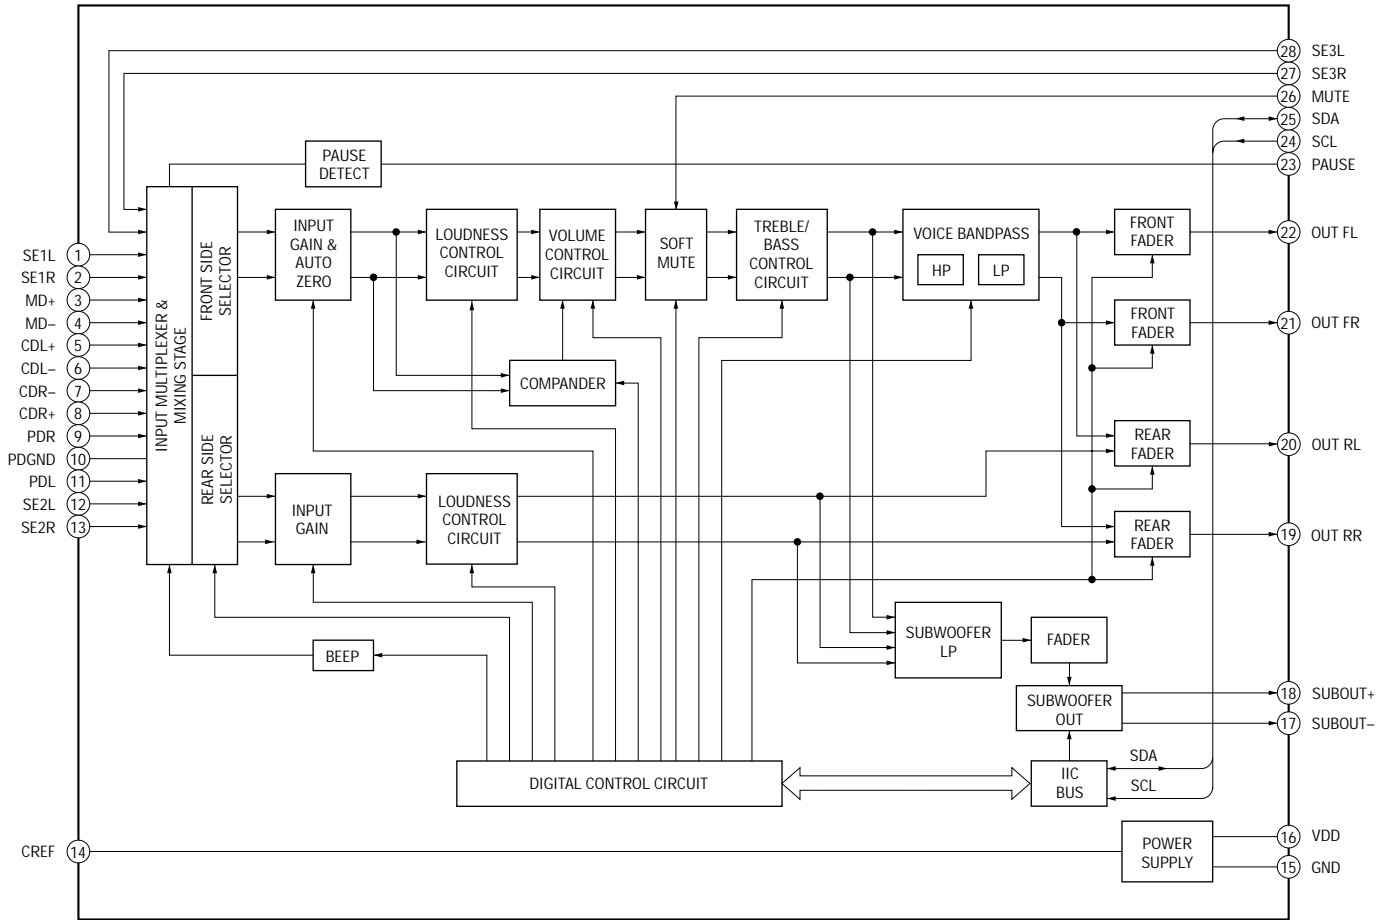 28 SE3L
27 SE3R
26 MUTE
25 SDA
24 SCL
23 PAUSE
PAUSE
DETECT
INPUT MULTIPLEXER &
MIXING STAGE
FRONT SIDE
SELECTOR
REAR SIDE
SELECTOR
INPUT
GAIN &
AUTO
ZERO
LOUDNESS
CONTROL
CIRCUIT
VOLUME
CONTROL
CIRCUIT
SOFT
MUTE
TREBLE/
BASS
CONTROL
CIRCUIT
VOICE BANDPASS
HP
LP
FRONT
FADER
22 OUT FL
FRONT
FADER
21 OUT FR
SE1L 1
SE1R 2
MD+ 3
MD– 4
CDL+ 5
CDL– 6
CDR– 7
CDR+ 8
PDR 9
PDGND 10
PDL 11
SE2L 12
SE2R 13
COMPANDER
REAR
FADER
20 OUT RL
INPUT
GAIN
LOUDNESS
CONTROL
CIRCUIT
REAR
FADER
19 OUT RR
BEEP
SUBWOOFER
LP
FADER
SUBWOOFER
OUT
18 SUBOUT+
17 SUBOUT–
DIGITAL CONTROL CIRCUIT
IIC
BUS
SDA
SCL
CREF 14
POWER
SUPPLY
16 VDD
15 GND